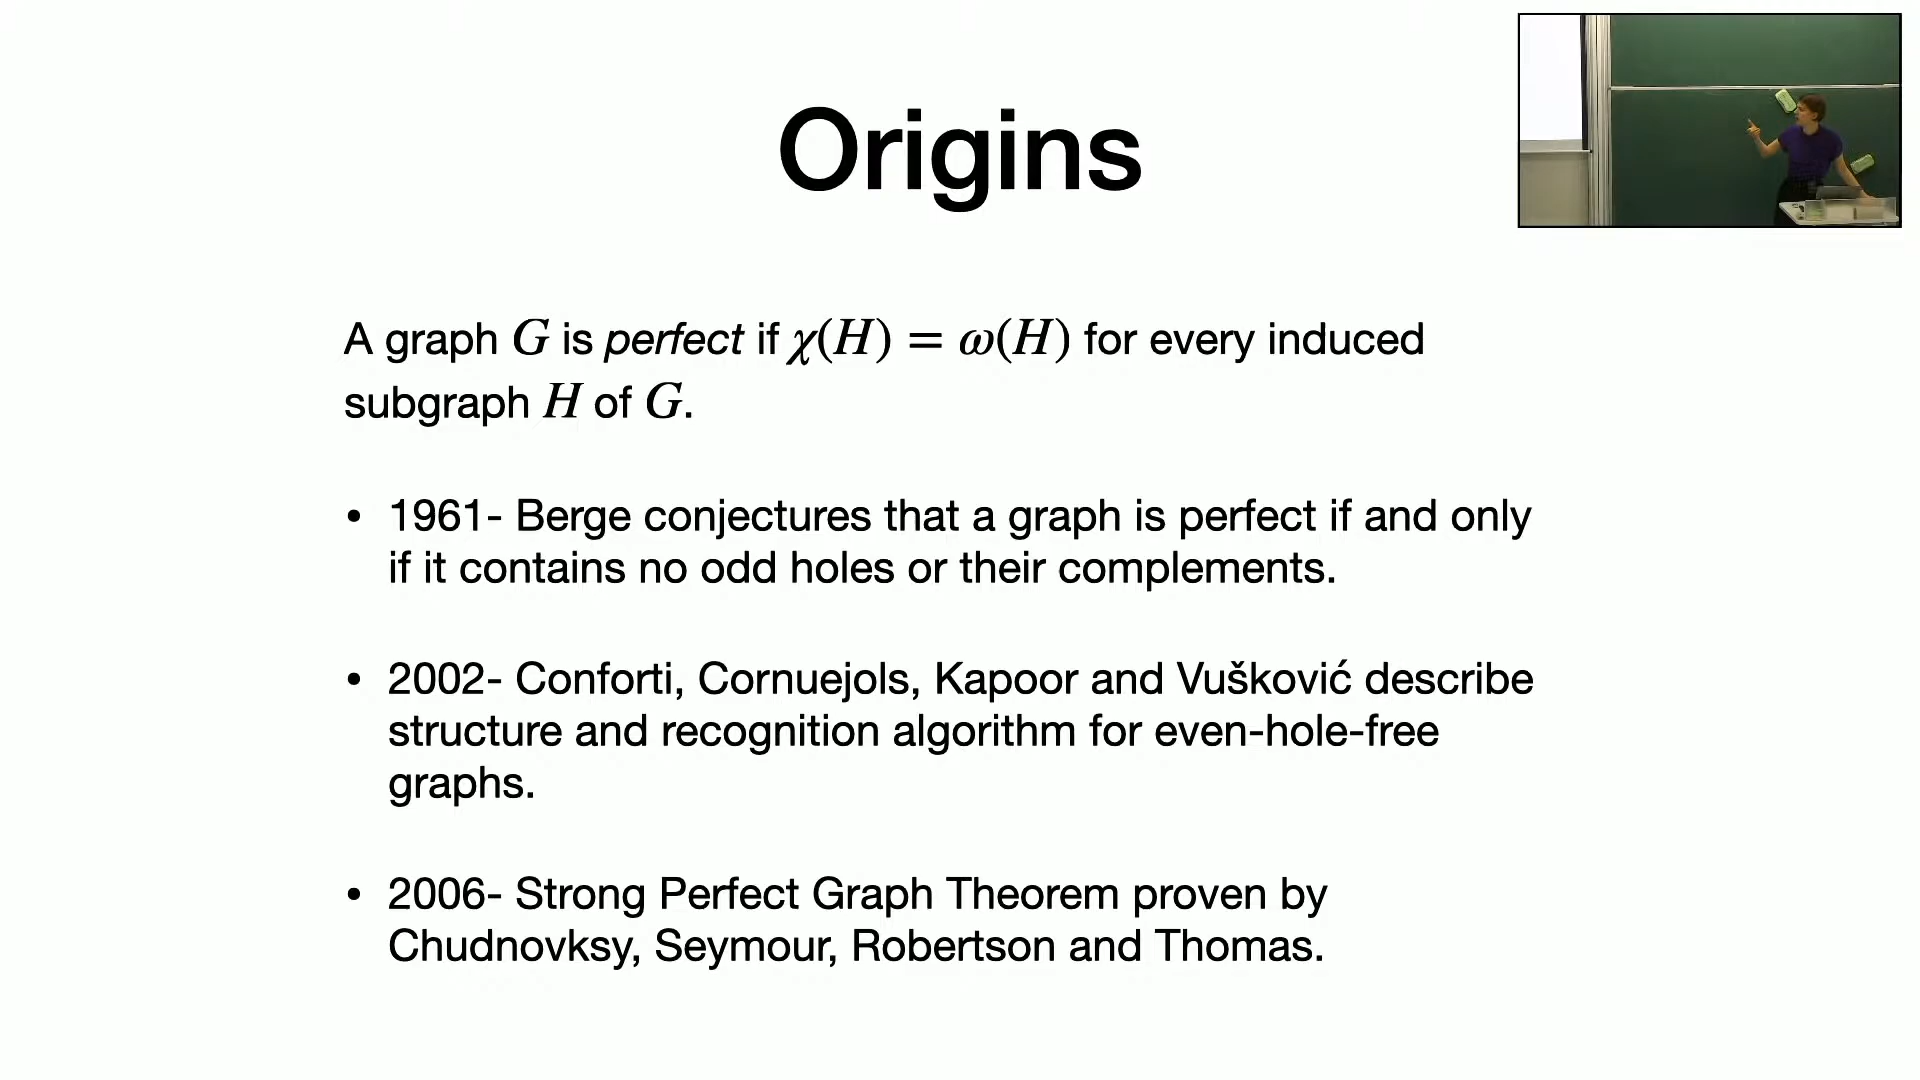 Origins
A graph G is perfect if χ(H) = ω(H) for every induced
subgraph H of G.
• 1961- Berge conjectures that a graph is perfect if and only
if it contains no odd holes or their complements.
• 2002- Conforti, Cornuejols, Kapoor and Vušković describe
structure and recognition algorithm for even-hole-free
graphs.
• 2006- Strong Perfect Graph Theorem proven by
Chudnovksy, Seymour, Robertson and Thomas.